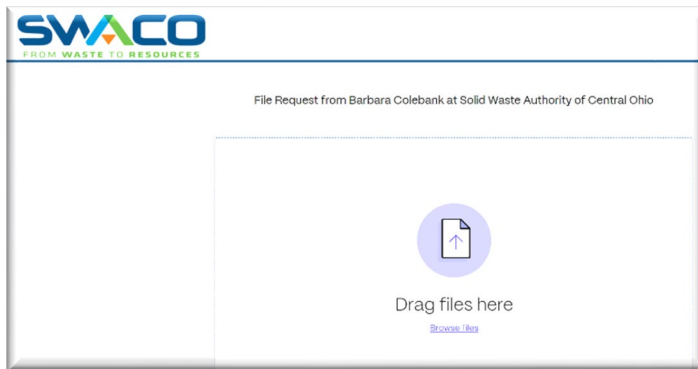 SWACO
FROM WASTE TO RESOURCES
File Request from Barbara Colebank at Solid Waste Authority of Central Ohio
Drag files here
Browse files